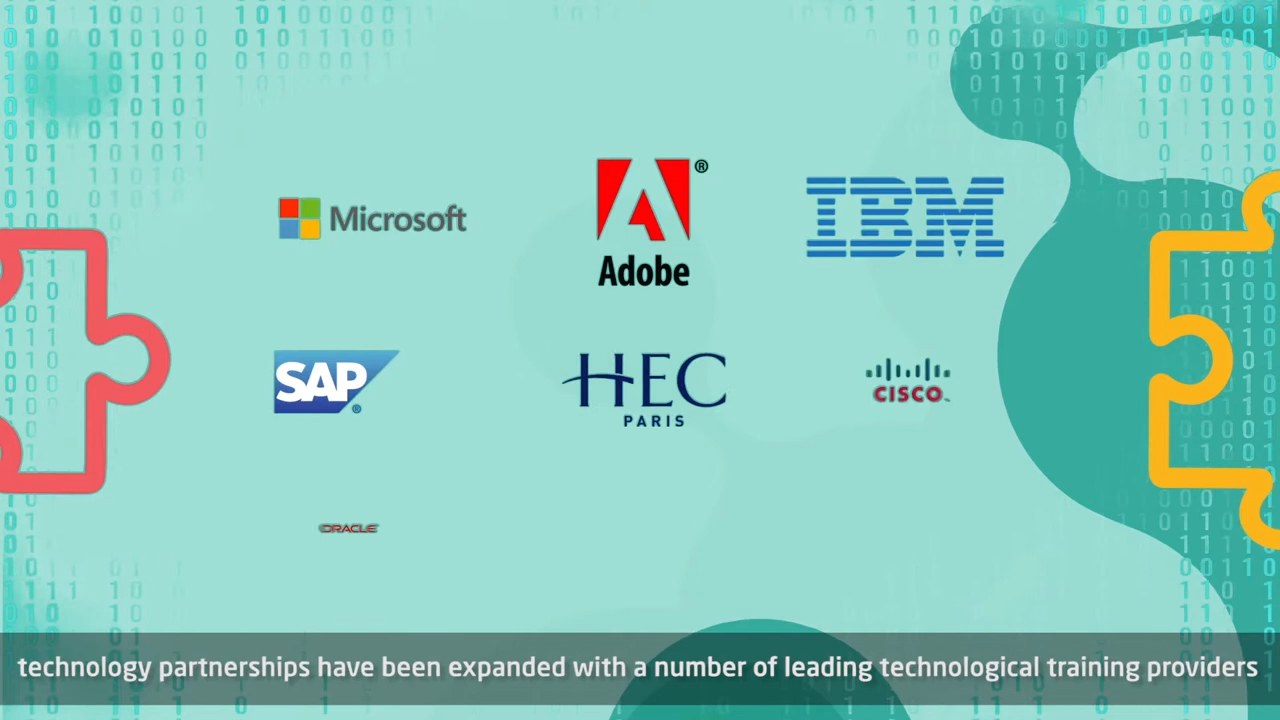 Microsoft
Adobe®
IBM
SAP®
HEC
PARIS
CISCO
ORACLE
technology partnerships have been expanded with a number of leading technological training providers